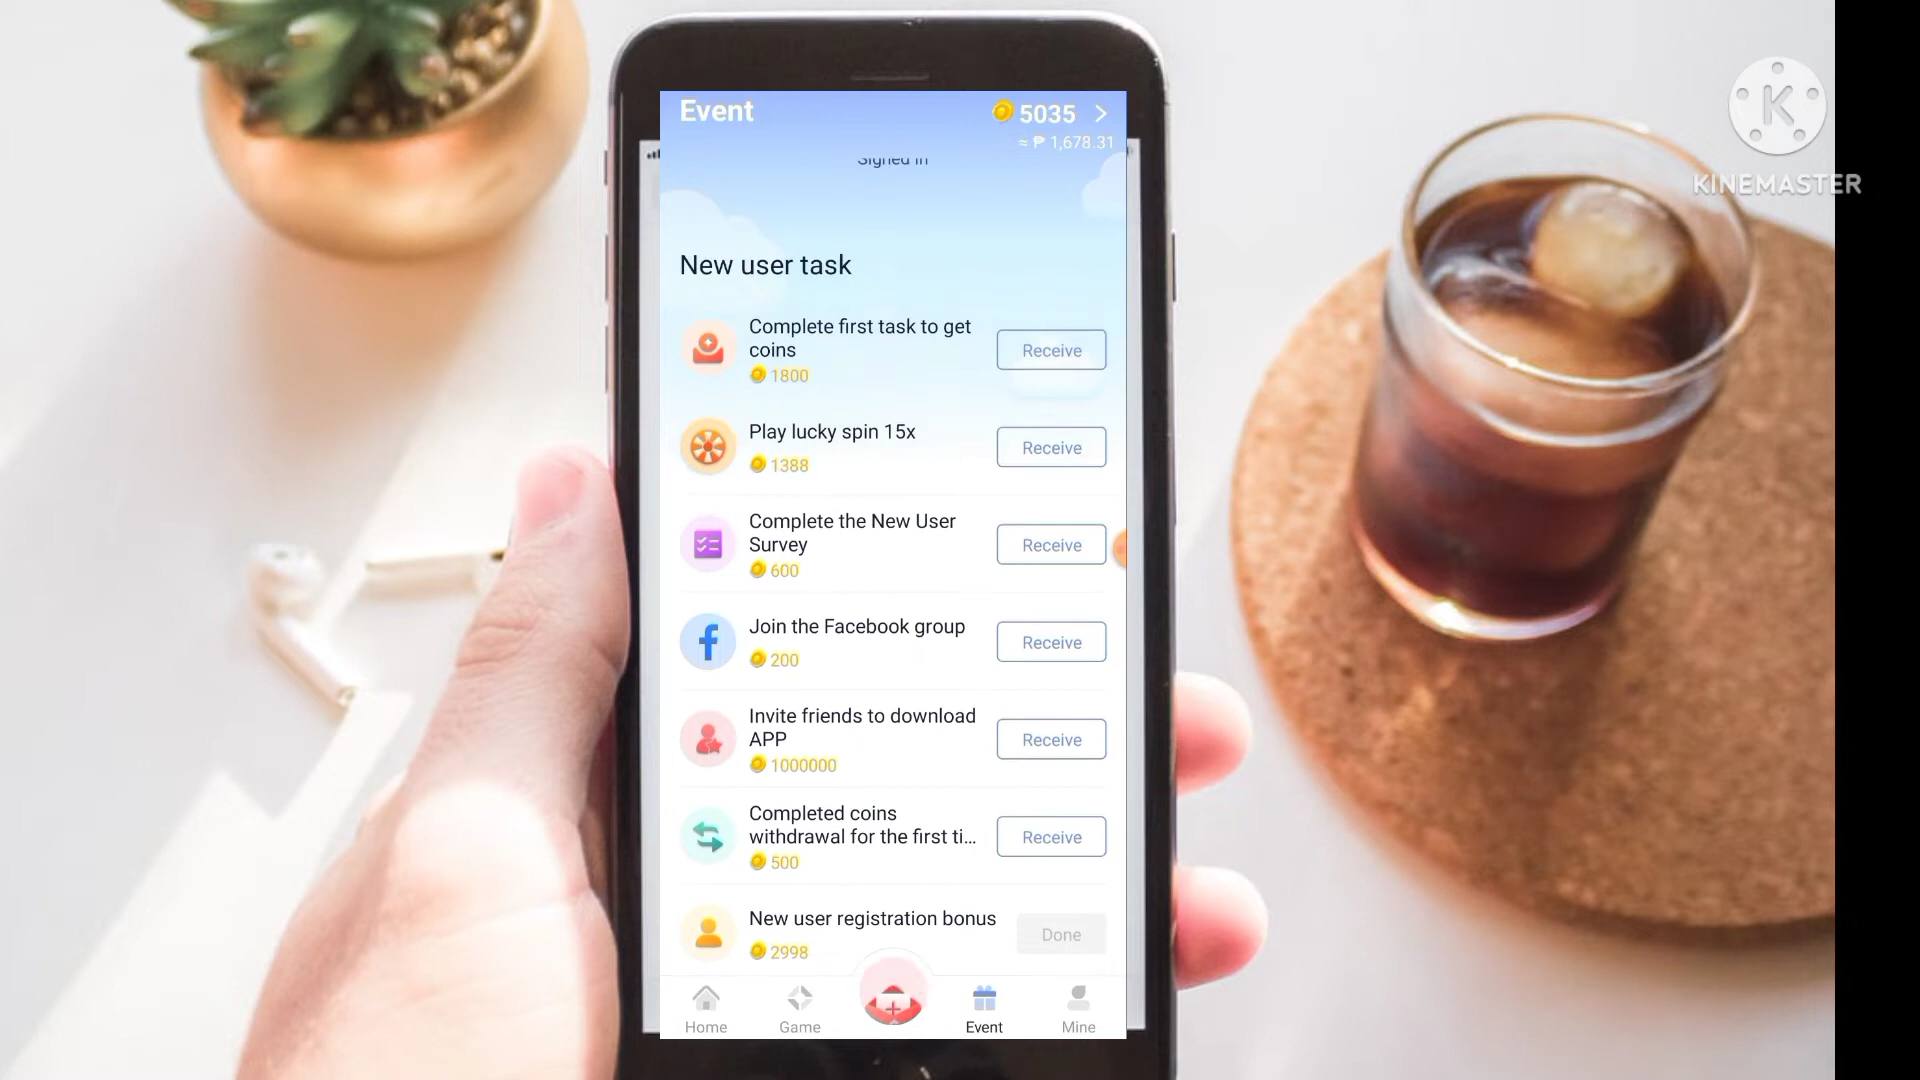 Event
5035
≈ ₱ 1,678.31
Signed in
New user task
Complete first task to get
coins
1800
Receive
Play lucky spin 15x
1388
Receive
Complete the New User
Survey
600
Receive
Join the Facebook group
200
Receive
Invite friends to download
APP
1000000
Receive
Completed coins
withdrawal for the first ti...
500
Receive
New user registration bonus
2998
Done
Home
Game
Event
Mine
K
KINEMASTER